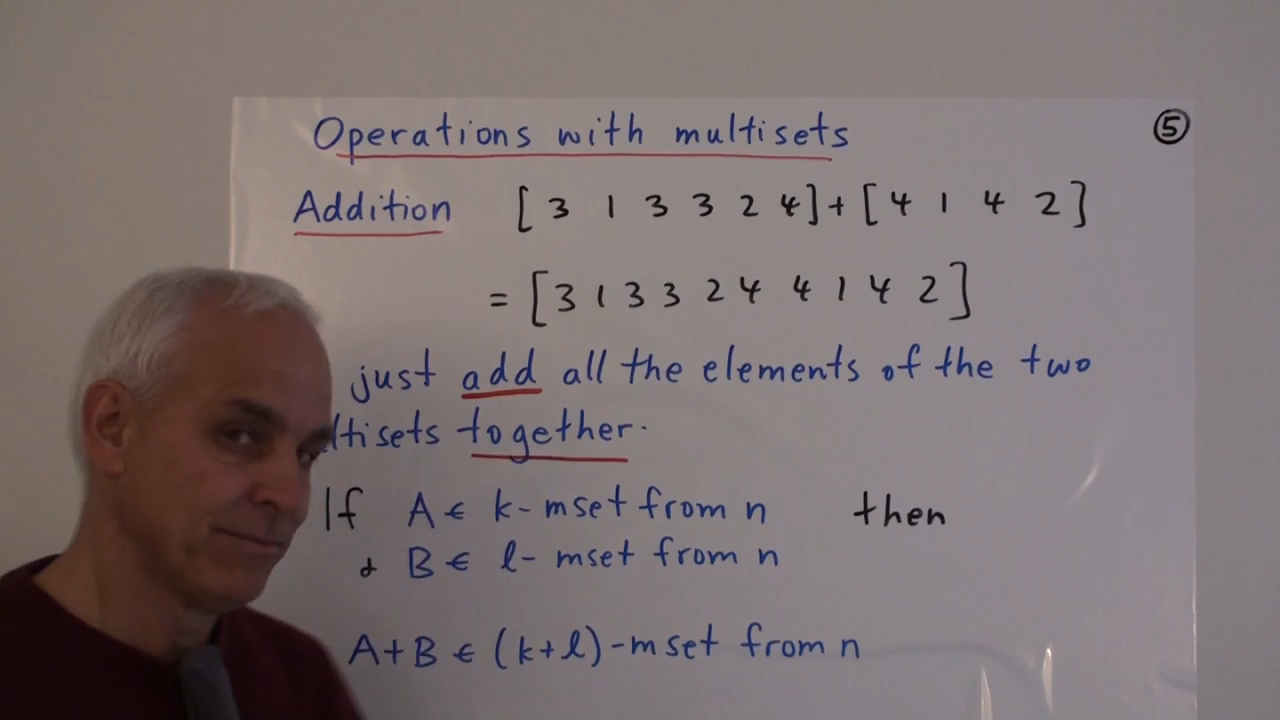 Operations with multisets
⑤
Addition [3 1 3 3 2 4]+[4 1 4 2]
= [3 1 3 3 2 4 4 1 4 2]
just add all the elements of the two
together.
If A ∈ k-mset from n then
& B ∈ l-mset from n
A+B ∈ (k+l)-mset from n